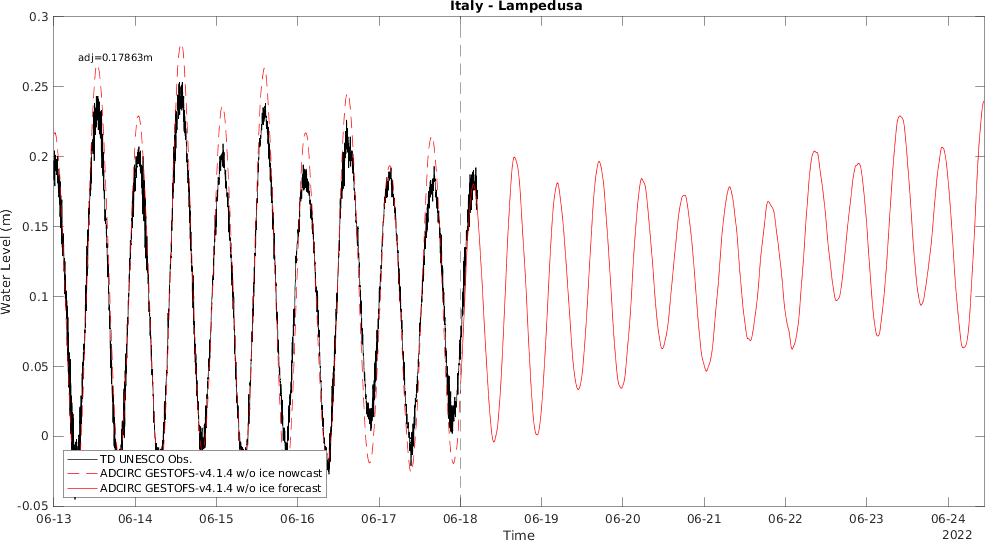 Italy - Lampedusa
adj=0.17863m
0.3
0.25
0.2
0.15
0.1
0.05
0
-0.05
Water Level (m)
TD UNESCO Obs.
ADCIRC GESTOFS-v4.1.4 w/o ice nowcast
ADCIRC GESTOFS-v4.1.4 w/o ice forecast
06-13 06-14 06-15 06-16 06-17 06-18 06-19 06-20 06-21 06-22 06-23 06-24
Time
2022